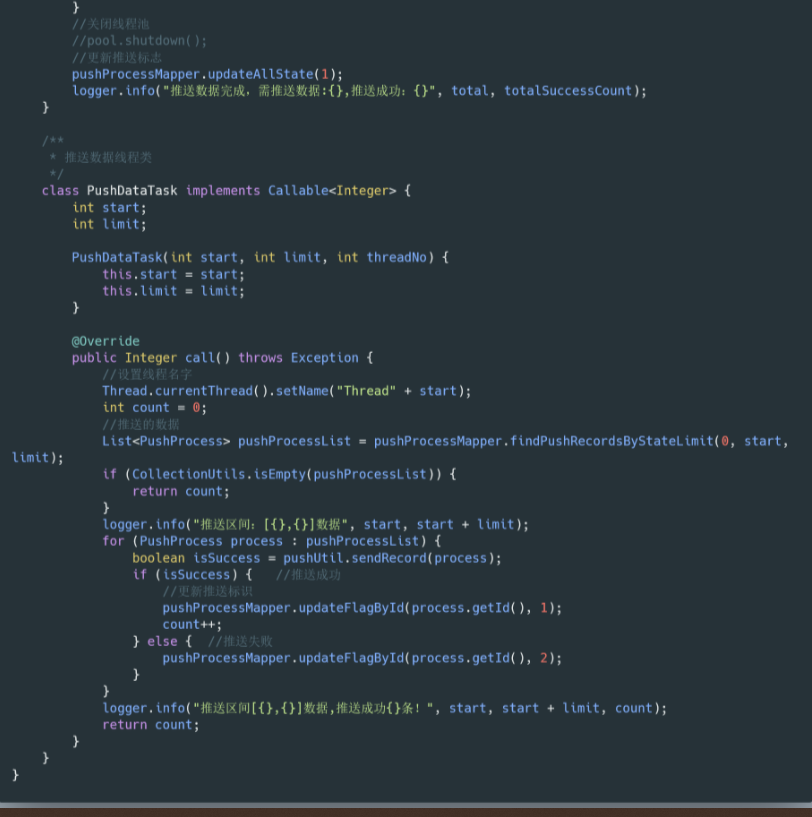 }
        //关闭线程池
        //pool.shutdown();
        //更新推送标志
        pushProcessMapper.updateAllState(1);
        logger.info("推送数据完成，需推送数据:{},推送成功：{}", total, totalSuccessCount);
    }
    /**
     * 推送数据线程类
     */
    class PushDataTask implements Callable<Integer> {
        int start;
        int limit;
        PushDataTask(int start, int limit, int threadNo) {
            this.start = start;
            this.limit = limit;
        }
        @Override
        public Integer call() throws Exception {
            //设置线程名字
            Thread.currentThread().setName("Thread" + start);
            int count = 0;
            //推送的数据
            List<PushProcess> pushProcessList = pushProcessMapper.findPushRecordsByStateLimit(0, start,
limit);
            if (CollectionUtils.isEmpty(pushProcessList)) {
                return count;
            }
            logger.info("推送区间：[{},{}]数据", start, start + limit);
            for (PushProcess process : pushProcessList) {
                boolean isSuccess = pushUtil.sendRecord(process);
                if (isSuccess) {   //推送成功
                    //更新推送标识
                    pushProcessMapper.updateFlagById(process.getId(), 1);
                    count++;
                } else {  //推送失败
                    pushProcessMapper.updateFlagById(process.getId(), 2);
                }
            }
            logger.info("推送区间[{},{}]数据,推送成功{}条！", start, start + limit, count);
            return count;
        }
    }
}